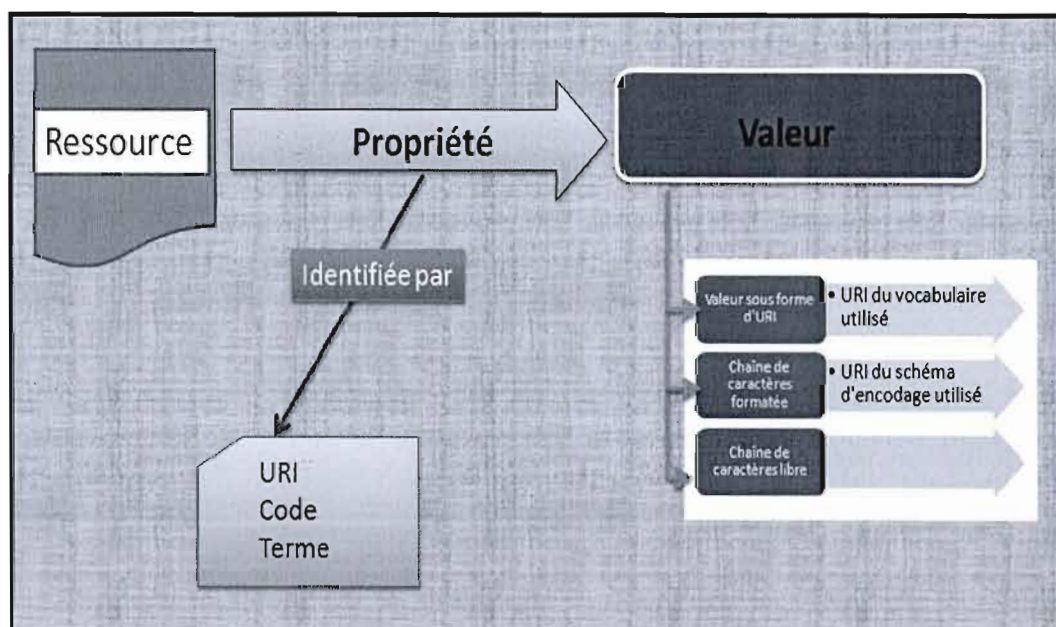 Ressource
Propriété
Valeur
Identifiée par
URI
Code
Terme
Valeur sous forme
d'URI
• URI du vocabulaire
utilisé
Chaîne de
caractères
formatée
• URI du schéma
d'encodage utilisé
Chaîne de
caractères libre